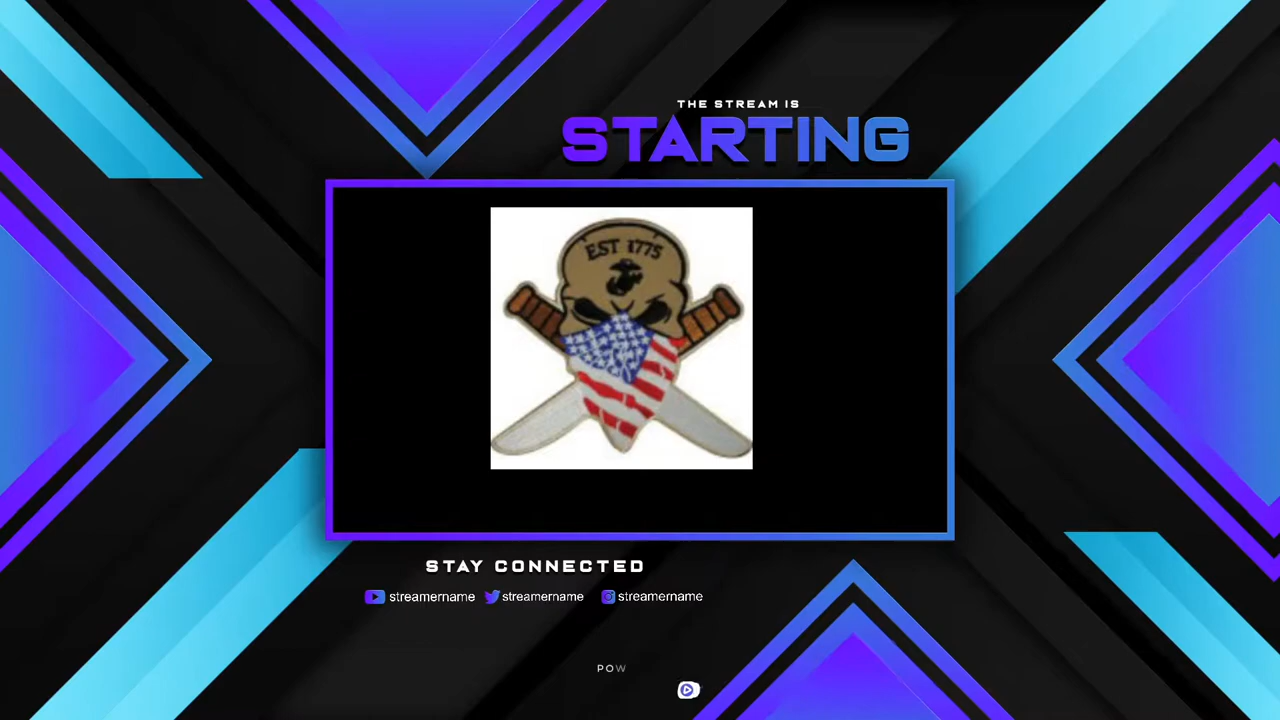 THE STREAM IS
STARTING
EST 1775
STAY CONNECTED
streamername streamername streamername
POW